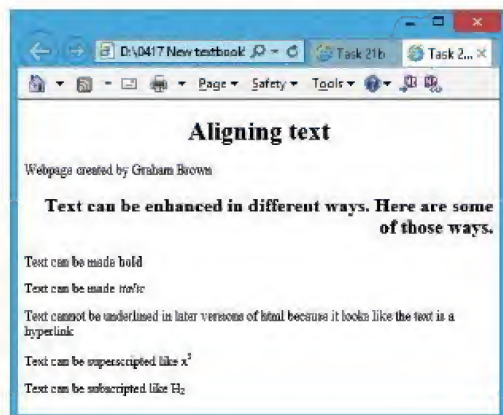 D:\0417 New textbook
Task 21b
Task 2...
Page
Safety
Tools
Aligning text
Webpage created by Graham Brown
Text can be enhanced in different ways. Here are some
of those ways.
Text can be made bold
Text can be made italic
Text cannot be underlined in later versions of html because it looks like the text is a
hyperlink
Text can be superscripted like x²
Text can be subscripted like H₂